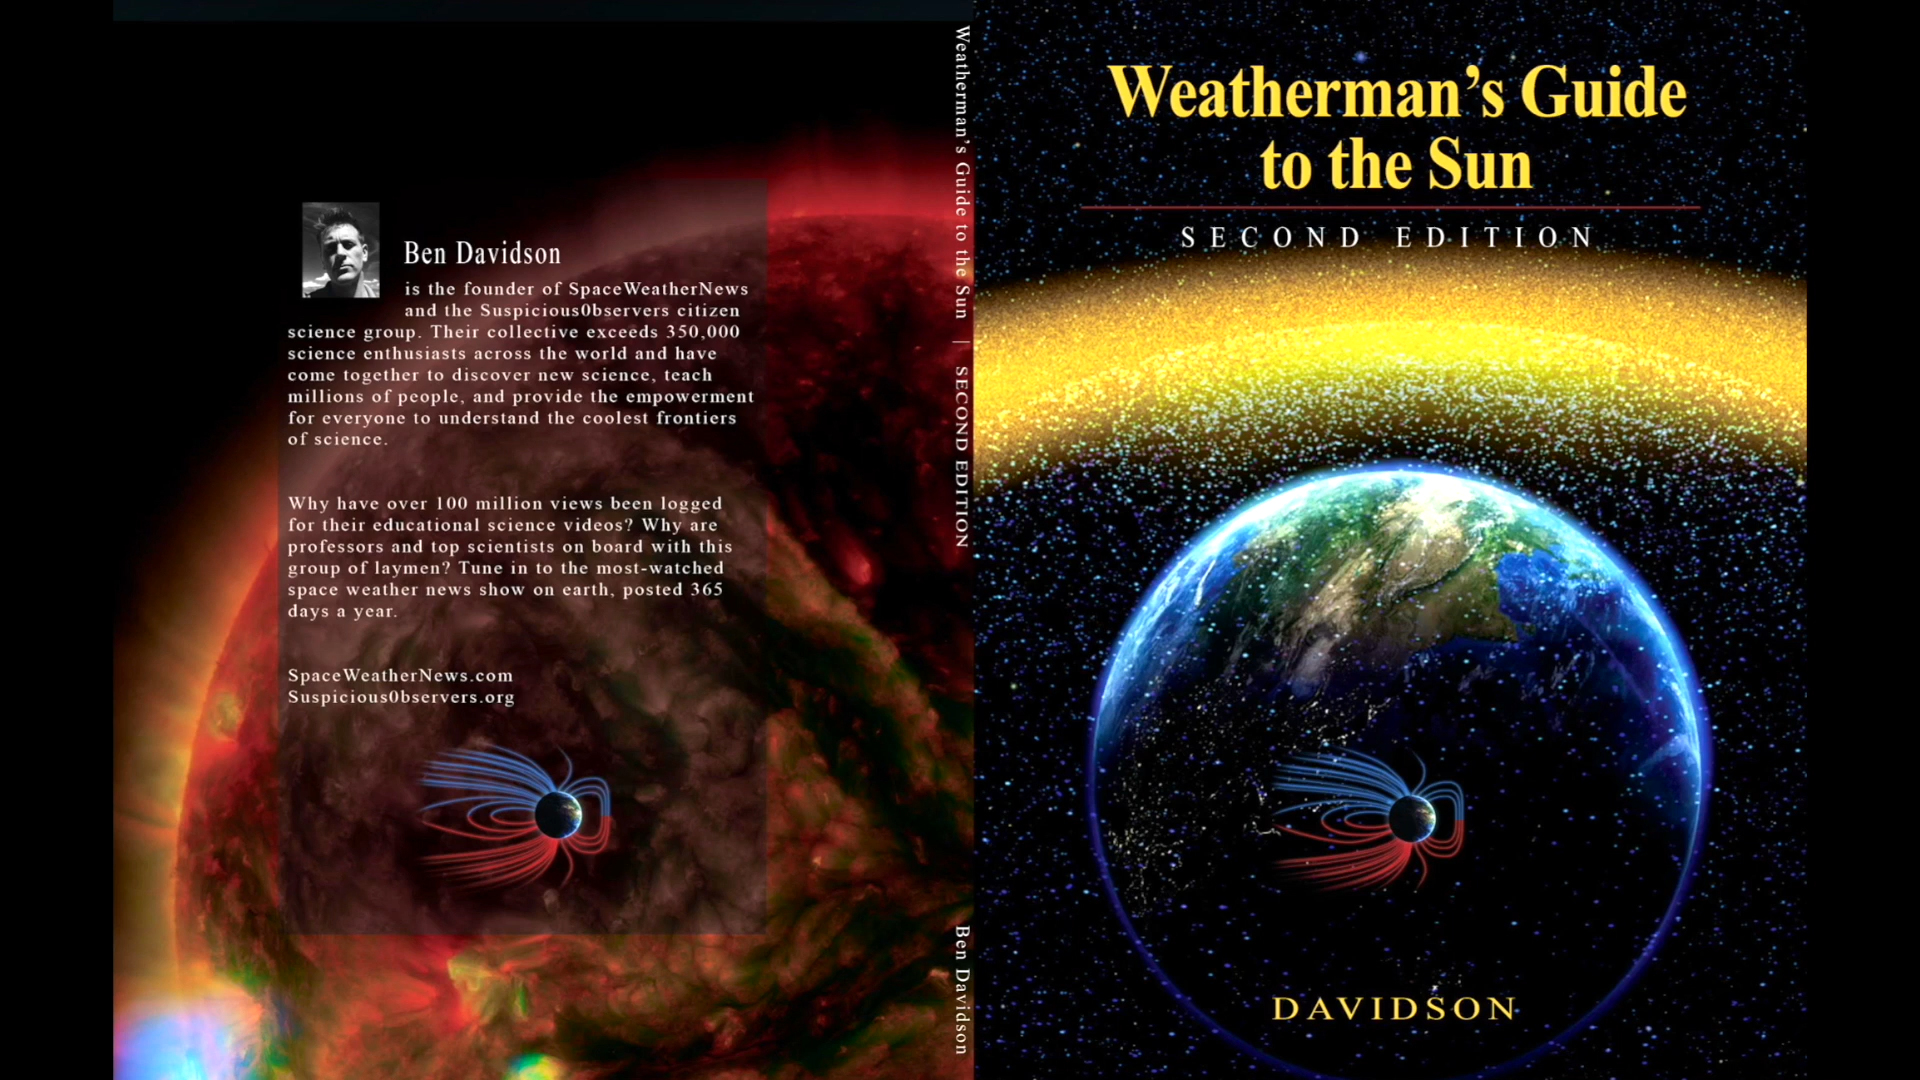 Ben Davidson
is the founder of SpaceWeatherNews
and the Suspicious0bservers citizen
science group. Their collective exceeds 350,000
science enthusiasts across the world and have
come together to discover new science, teach
millions of people, and provide the empowerment
for everyone to understand the coolest frontiers
of science.
Why have over 100 million views been logged
for their educational science videos? Why are
professors and top scientists on board with this
group of laymen? Tune in to the most-watched
space weather news show on earth, posted 365
days a year.
SpaceWeatherNews.com
Suspicious0bservers.org
Weatherman's Guide to the Sun | SECOND EDITION Ben Davidson
Weatherman's Guide
to the Sun
SECOND EDITION
DAVIDSON